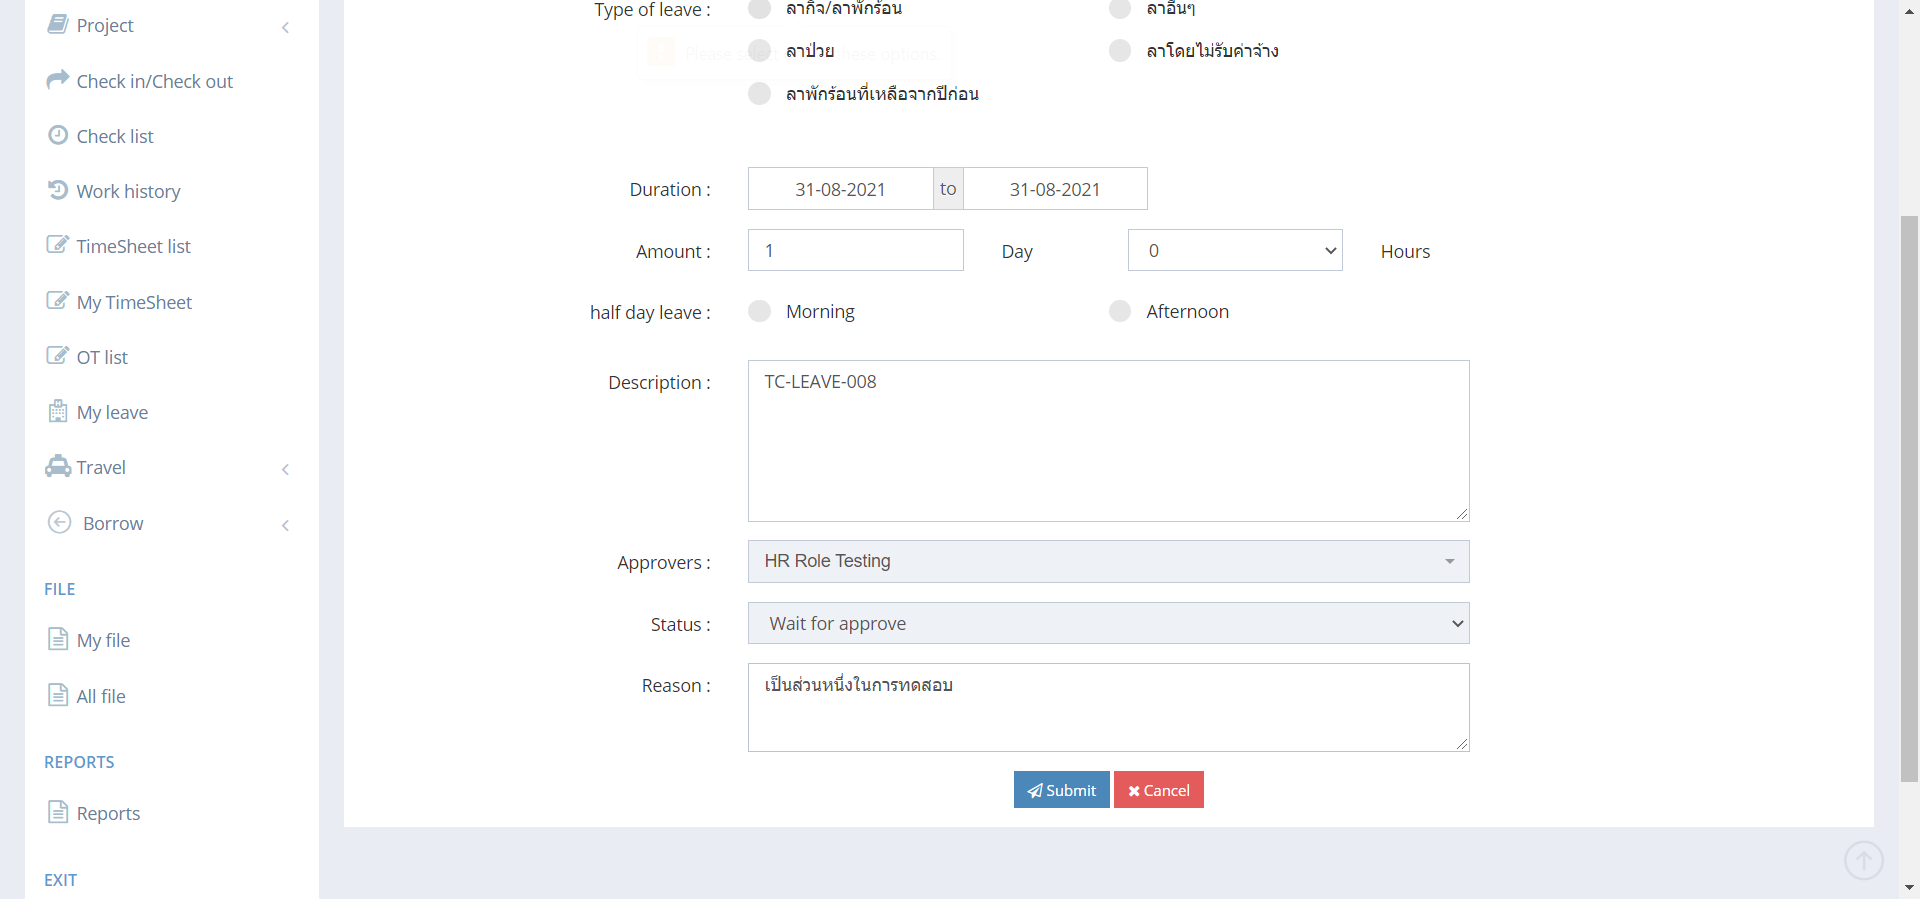 Project
Check in/Check out
Check list
Work history
TimeSheet list
My TimeSheet
OT list
My leave
Travel
Borrow
FILE
My file
All file
REPORTS
Reports
EXIT
Type of leave :
ลากิจ/ลาพักร้อน
ลาอื่นๆ
ลาป่วย
ลาโดยไม่รับค่าจ้าง
Please select these options
ลาพักร้อนที่เหลือจากปีก่อน
Duration :
31-08-2021 to 31-08-2021
Amount :
1
Day
0
Hours
half day leave :
Morning
Afternoon
Description :
TC-LEAVE-008
Approvers :
HR Role Testing
Status :
Wait for approve
Reason :
เป็นส่วนหนึ่งในการทดสอบ
Submit
Cancel